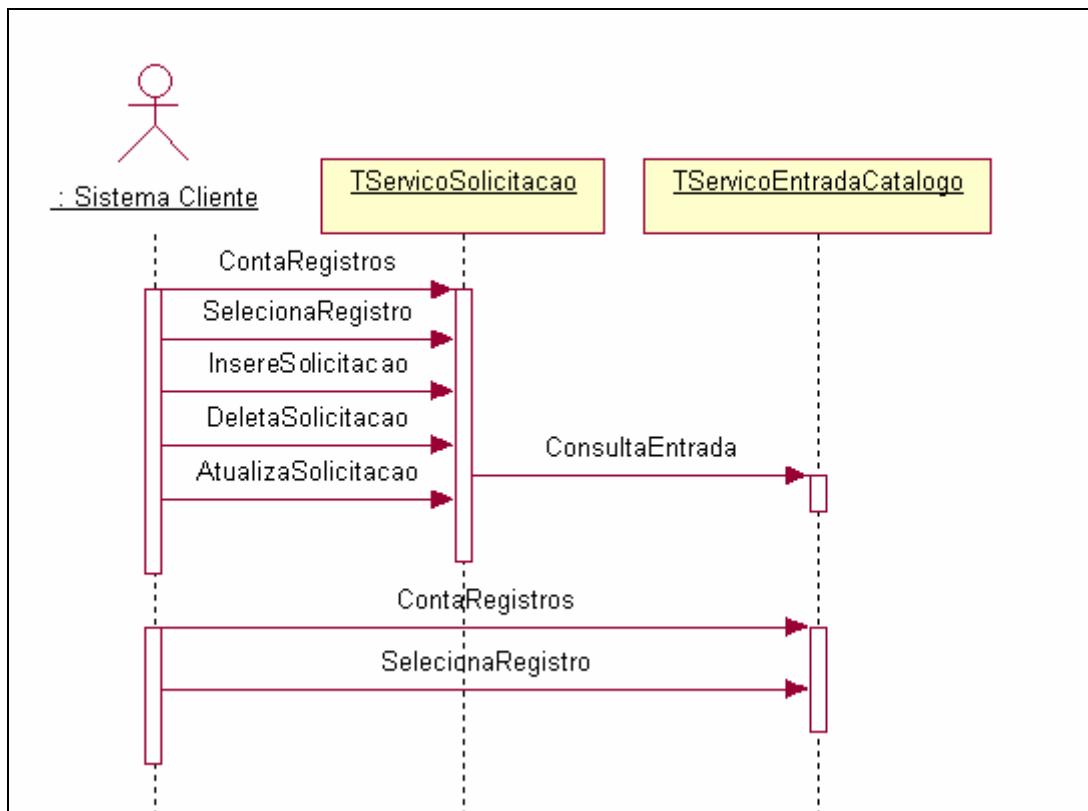 : Sistema Cliente
TServicoSolicitacao
TServicoEntradaCatalogo
ContaRegistros
SelecionaRegistro
InsereSolicitacao
DeletaSolicitacao
ConsultaEntrada
AtualizaSolicitacao
ContaRegistros
SelecionaRegistro